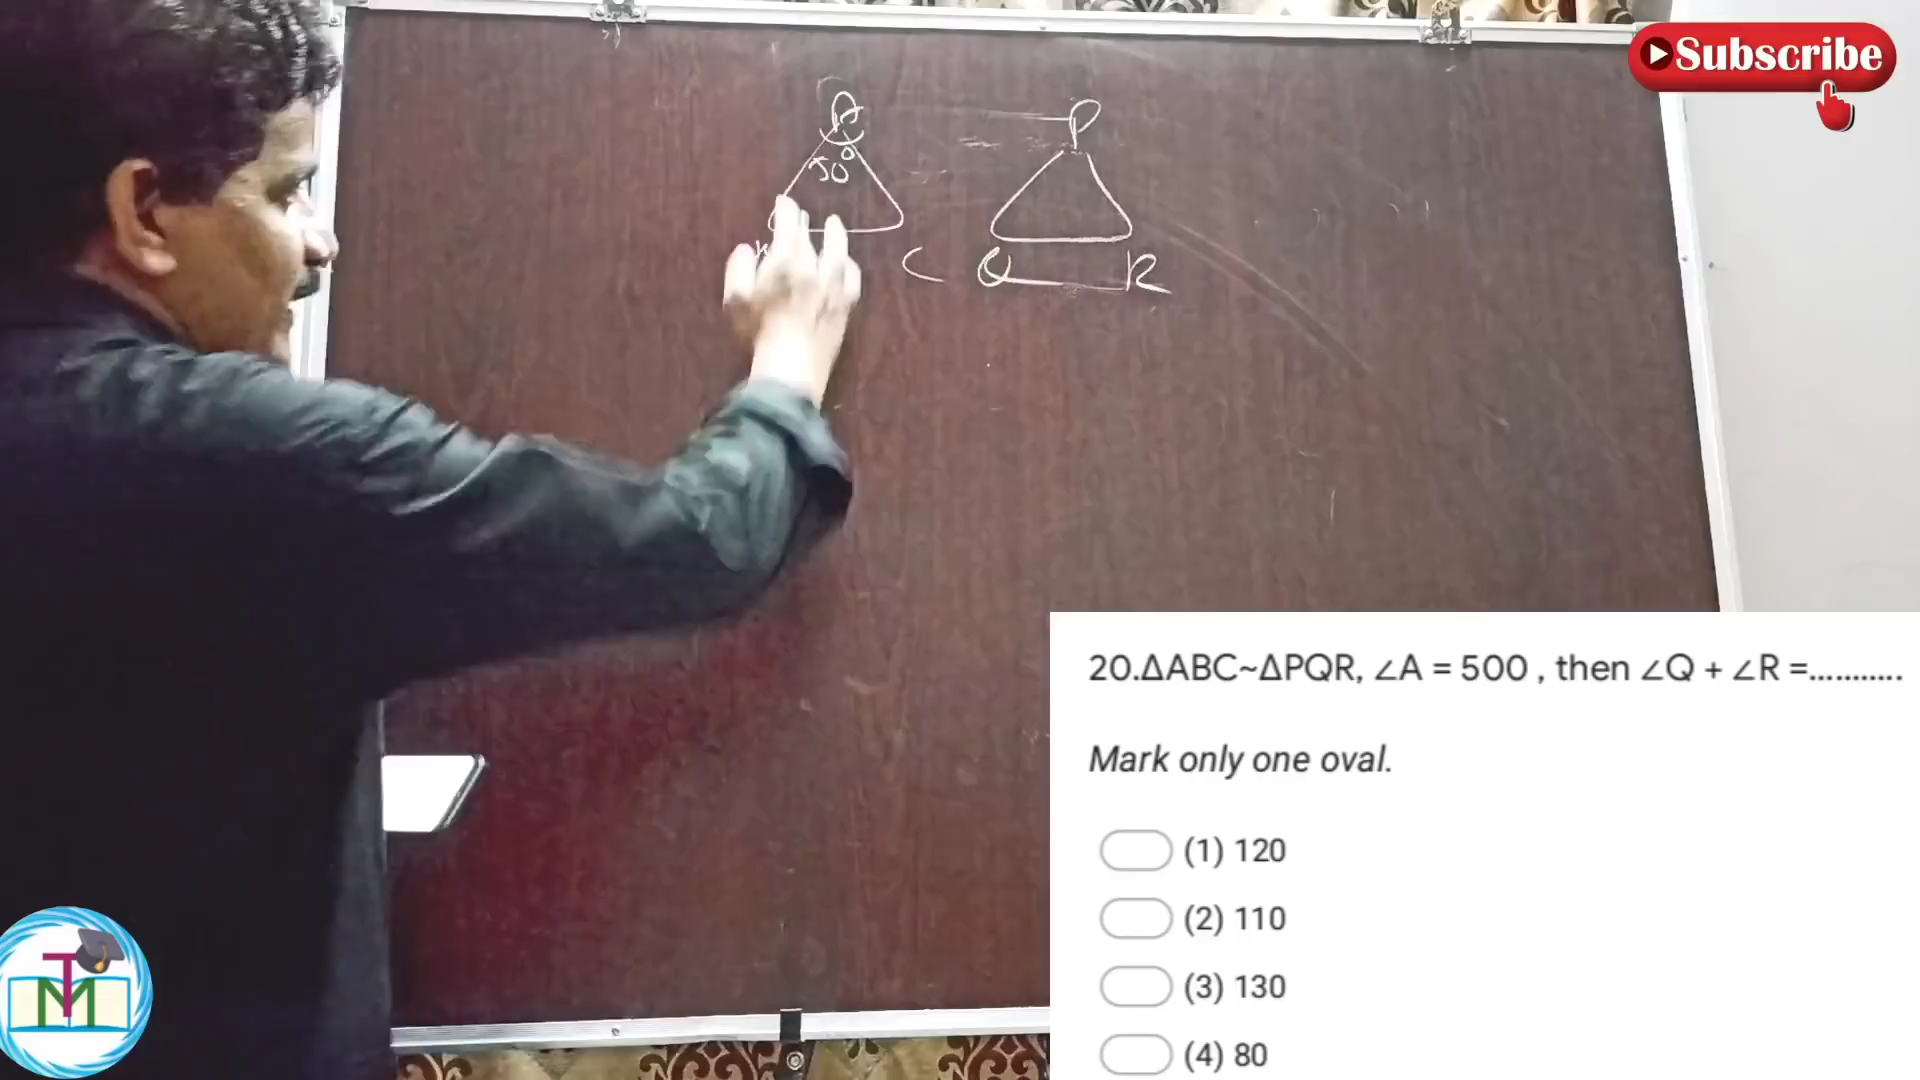 Subscribe
A P
50°
C Q R
20.ΔABC~ΔPQR, ∠A = 500 , then ∠Q + ∠R =...........
Mark only one oval.
(1) 120
(2) 110
(3) 130
(4) 80
TM